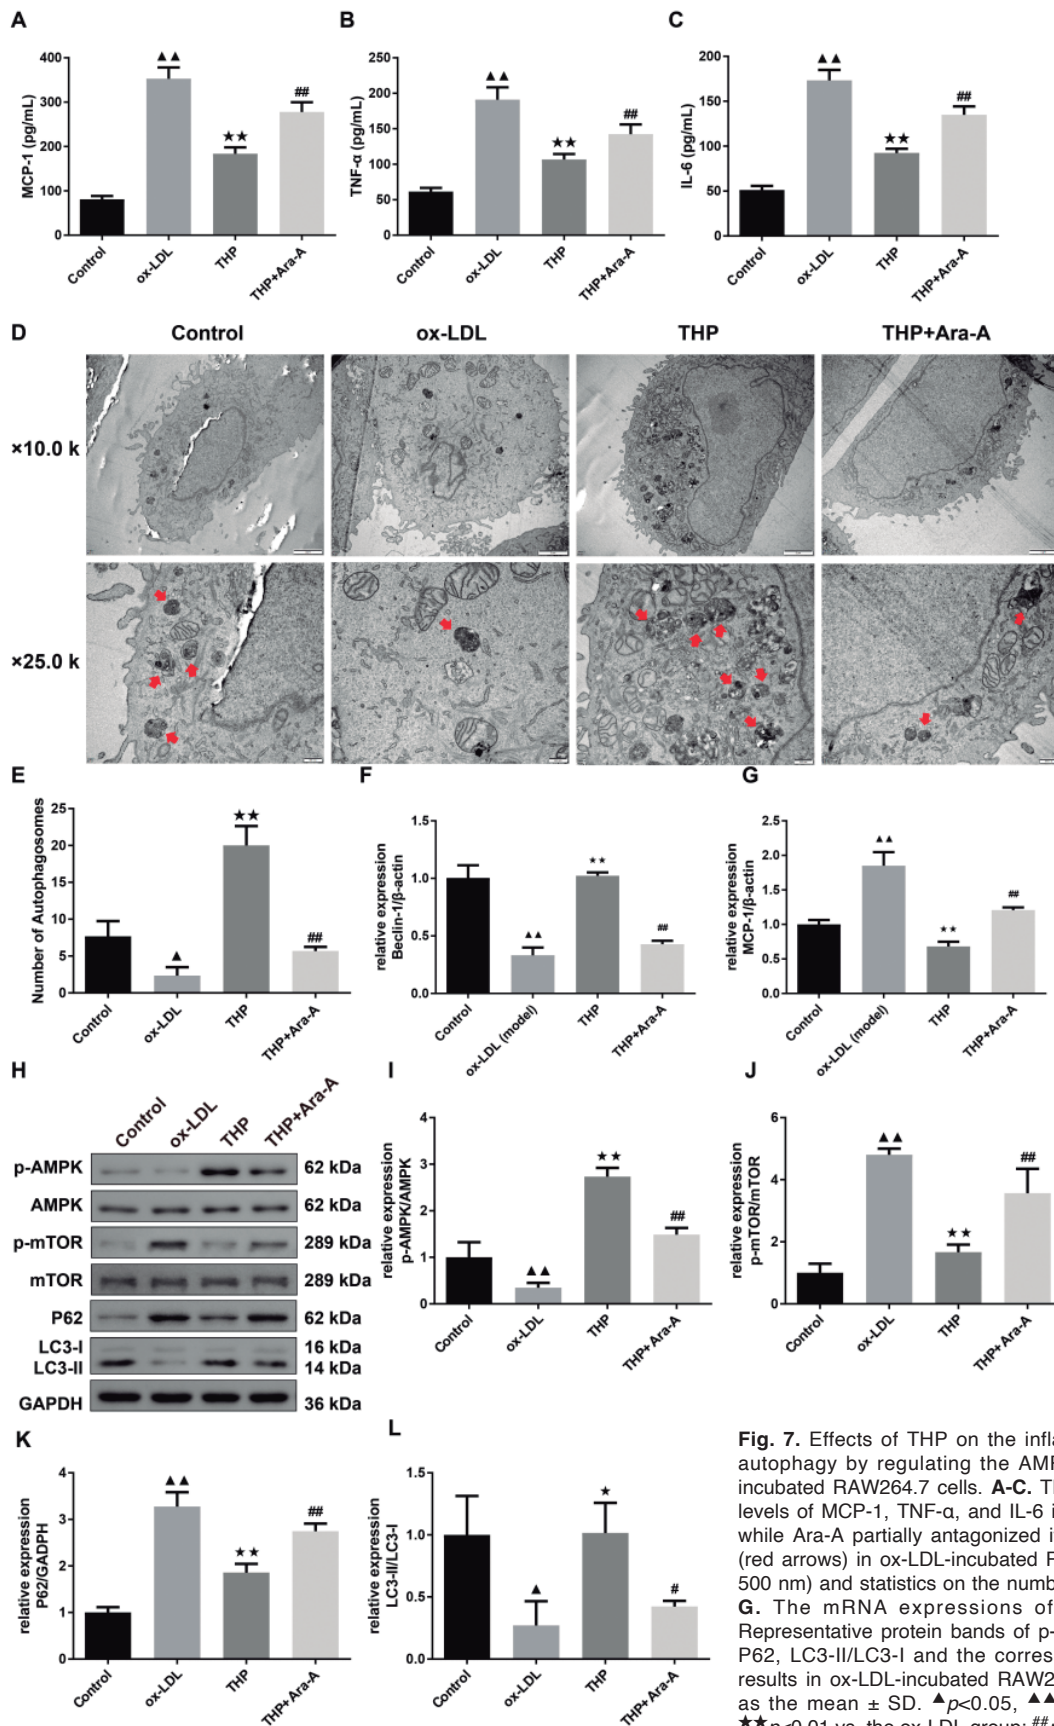 A
MCP-1 (pg/mL)
400
300
200
100
0
▲▲
★★
##
Control
ox-LDL
THP
THP+Ara-A
B
TNF-α (pg/mL)
250
200
150
100
50
0
▲▲
★★
##
Control
ox-LDL
THP
THP+Ara-A
C
IL-6 (pg/mL)
200
150
100
50
0
▲▲
★★
##
Control
ox-LDL
THP
THP+Ara-A
D
Control ox-LDL THP THP+Ara-A
×10.0 k
×25.0 k
E
Number of Autophagosomes
25
20
15
10
5
0
▲
★★
##
Control
ox-LDL
THP
THP+Ara-A
F
relative expression
Beclin-1/β-actin
1.5
1.0
0.5
0.0
▲▲
★★
##
Control
ox-LDL (model)
THP
THP+Ara-A
G
relative expression
MCP-1/β-actin
2.5
2.0
1.5
1.0
0.5
0.0
▲▲
★★
##
Control
ox-LDL (model)
THP
THP+Ara-A
H
Control ox-LDL THP THP+Ara-A
p-AMPK 62 kDa
AMPK 62 kDa
p-mTOR 289 kDa
mTOR 289 kDa
P62 62 kDa
LC3-I 16 kDa
LC3-II 14 kDa
GAPDH 36 kDa
I
relative expression
p-AMPK/AMPK
4
3
2
1
0
▲▲
★★
##
Control
ox-LDL
THP
THP+Ara-A
J
relative expression
p-mTOR/mTOR
6
4
2
0
▲▲
★★
##
Control
ox-LDL
THP
THP+Ara-A
K
relative expression
P62/GADPH
4
3
2
1
0
▲▲
★★
##
Control
ox-LDL
THP
THP+Ara-A
L
relative expression
LC3-II/LC3-I
1.5
1.0
0.5
0.0
▲
★
#
Control
ox-LDL
THP
THP+Ara-A
Fig. 7. Effects of THP on the infla
autophagy by regulating the AMP
incubated RAW264.7 cells. A-C. Th
levels of MCP-1, TNF-α, and IL-6 i
while Ara-A partially antagonized i
(red arrows) in ox-LDL-incubated R
500 nm) and statistics on the numb
G. The mRNA expressions of
Representative protein bands of p-
P62, LC3-II/LC3-I and the corres
results in ox-LDL-incubated RAW2
as the mean ± SD. ▲p<0.05, ▲▲
★★p<0.01 vs. the ox-LDL group; ##